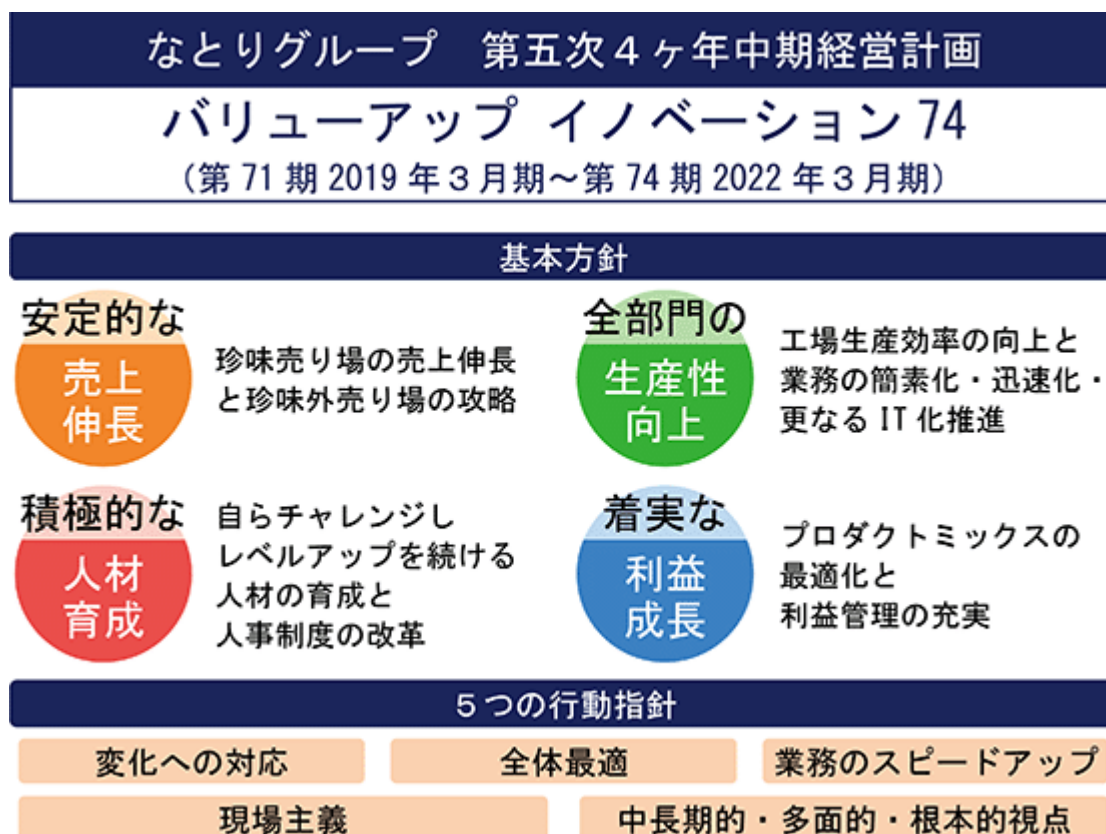 なとりグループ　第五次４ヶ年中期経営計画
バリューアップ イノベーション 74
（第 71 期 2019 年３月期～第 74 期 2022 年３月期）
基本方針
安定的な
売上
伸長
珍味売り場の売上伸長
と珍味外売り場の攻略
全部門の
生産性
向上
工場生産効率の向上と
業務の簡素化・迅速化・
更なる IT 化推進
積極的な
人材
育成
自らチャレンジし
レベルアップを続ける
人材の育成と
人事制度の改革
着実な
利益
成長
プロダクトミックスの
最適化と
利益管理の充実
５つの行動指針
変化への対応
全体最適
業務のスピードアップ
現場主義
中長期的・多面的・根本的視点